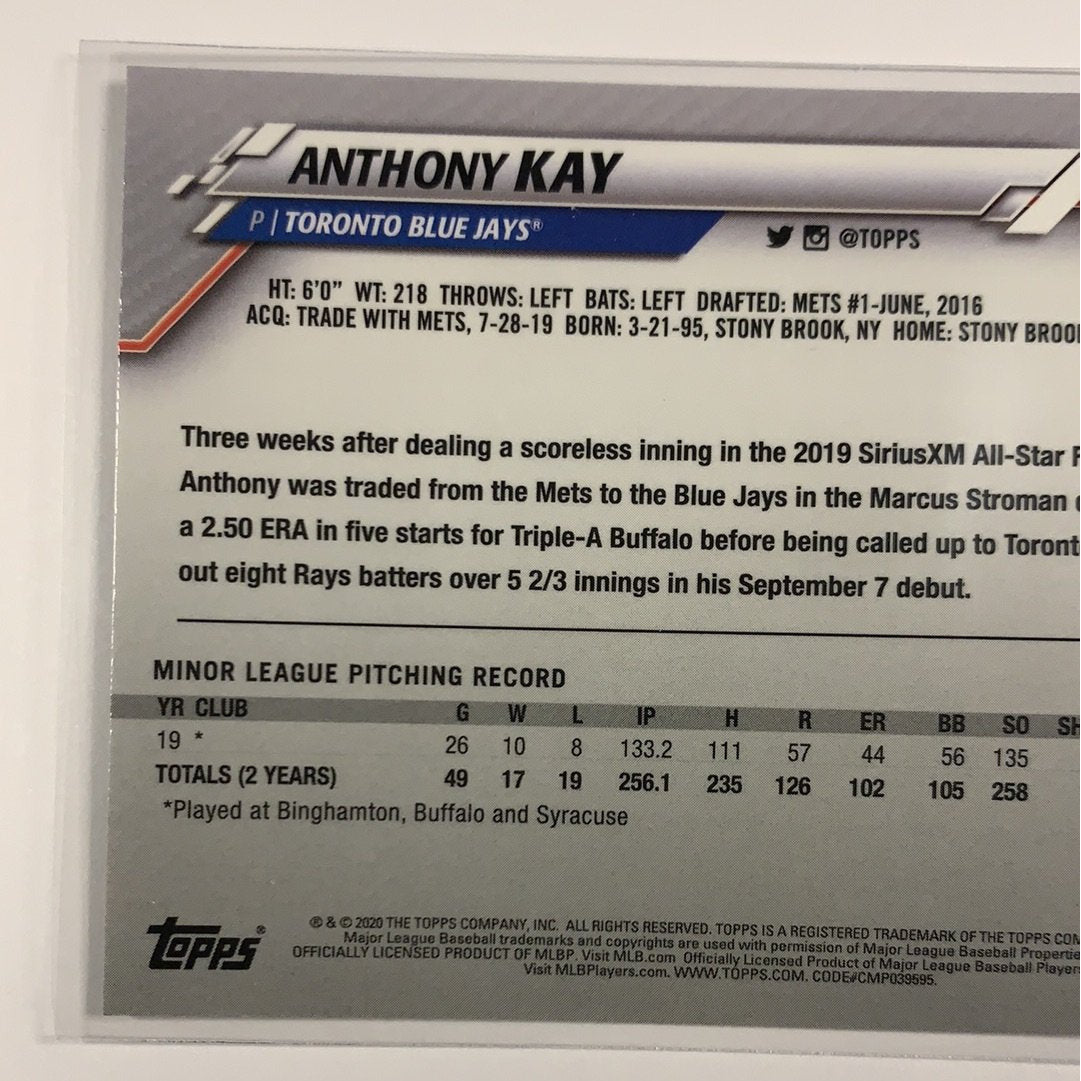 ANTHONY KAY
P | TORONTO BLUE JAYS®
@TOPPS
HT: 6'0" WT: 218 THROWS: LEFT BATS: LEFT DRAFTED: METS #1-JUNE, 2016
ACQ: TRADE WITH METS, 7-28-19 BORN: 3-21-95, STONY BROOK, NY HOME: STONY
Three weeks after dealing a scoreless inning in the 2019 SiriusXM All-Star
Anthony was traded from the Mets to the Blue Jays in the Marcus Stroman
a 2.50 ERA in five starts for Triple-A Buffalo before being called up to
out eight Rays batters over 5 2/3 innings in his September 7 debut.
MINOR LEAGUE PITCHING RECORD
YR CLUB G W L IP H R ER BB SO
19 * 26 10 8 133.2 111 57 44 56 135
TOTALS (2 YEARS) 49 17 19 256.1 235 126 102 105 258
*Played at Binghamton, Buffalo and Syracuse
topps®
® & © 2020 THE TOPPS COMPANY, INC. ALL RIGHTS RESERVED. TOPPS IS A REGISTERED TRADEMARK OF THE TOPPS
Major League Baseball trademarks and copyrights are used with permission of Major League Baseball
OFFICIALLY LICENSED PRODUCT OF MLBP. Visit MLB.com Officially Licensed Product of Major League Baseball
Visit MLBPlayers.com. WWW.TOPPS.COM. CODE#CMP039595.